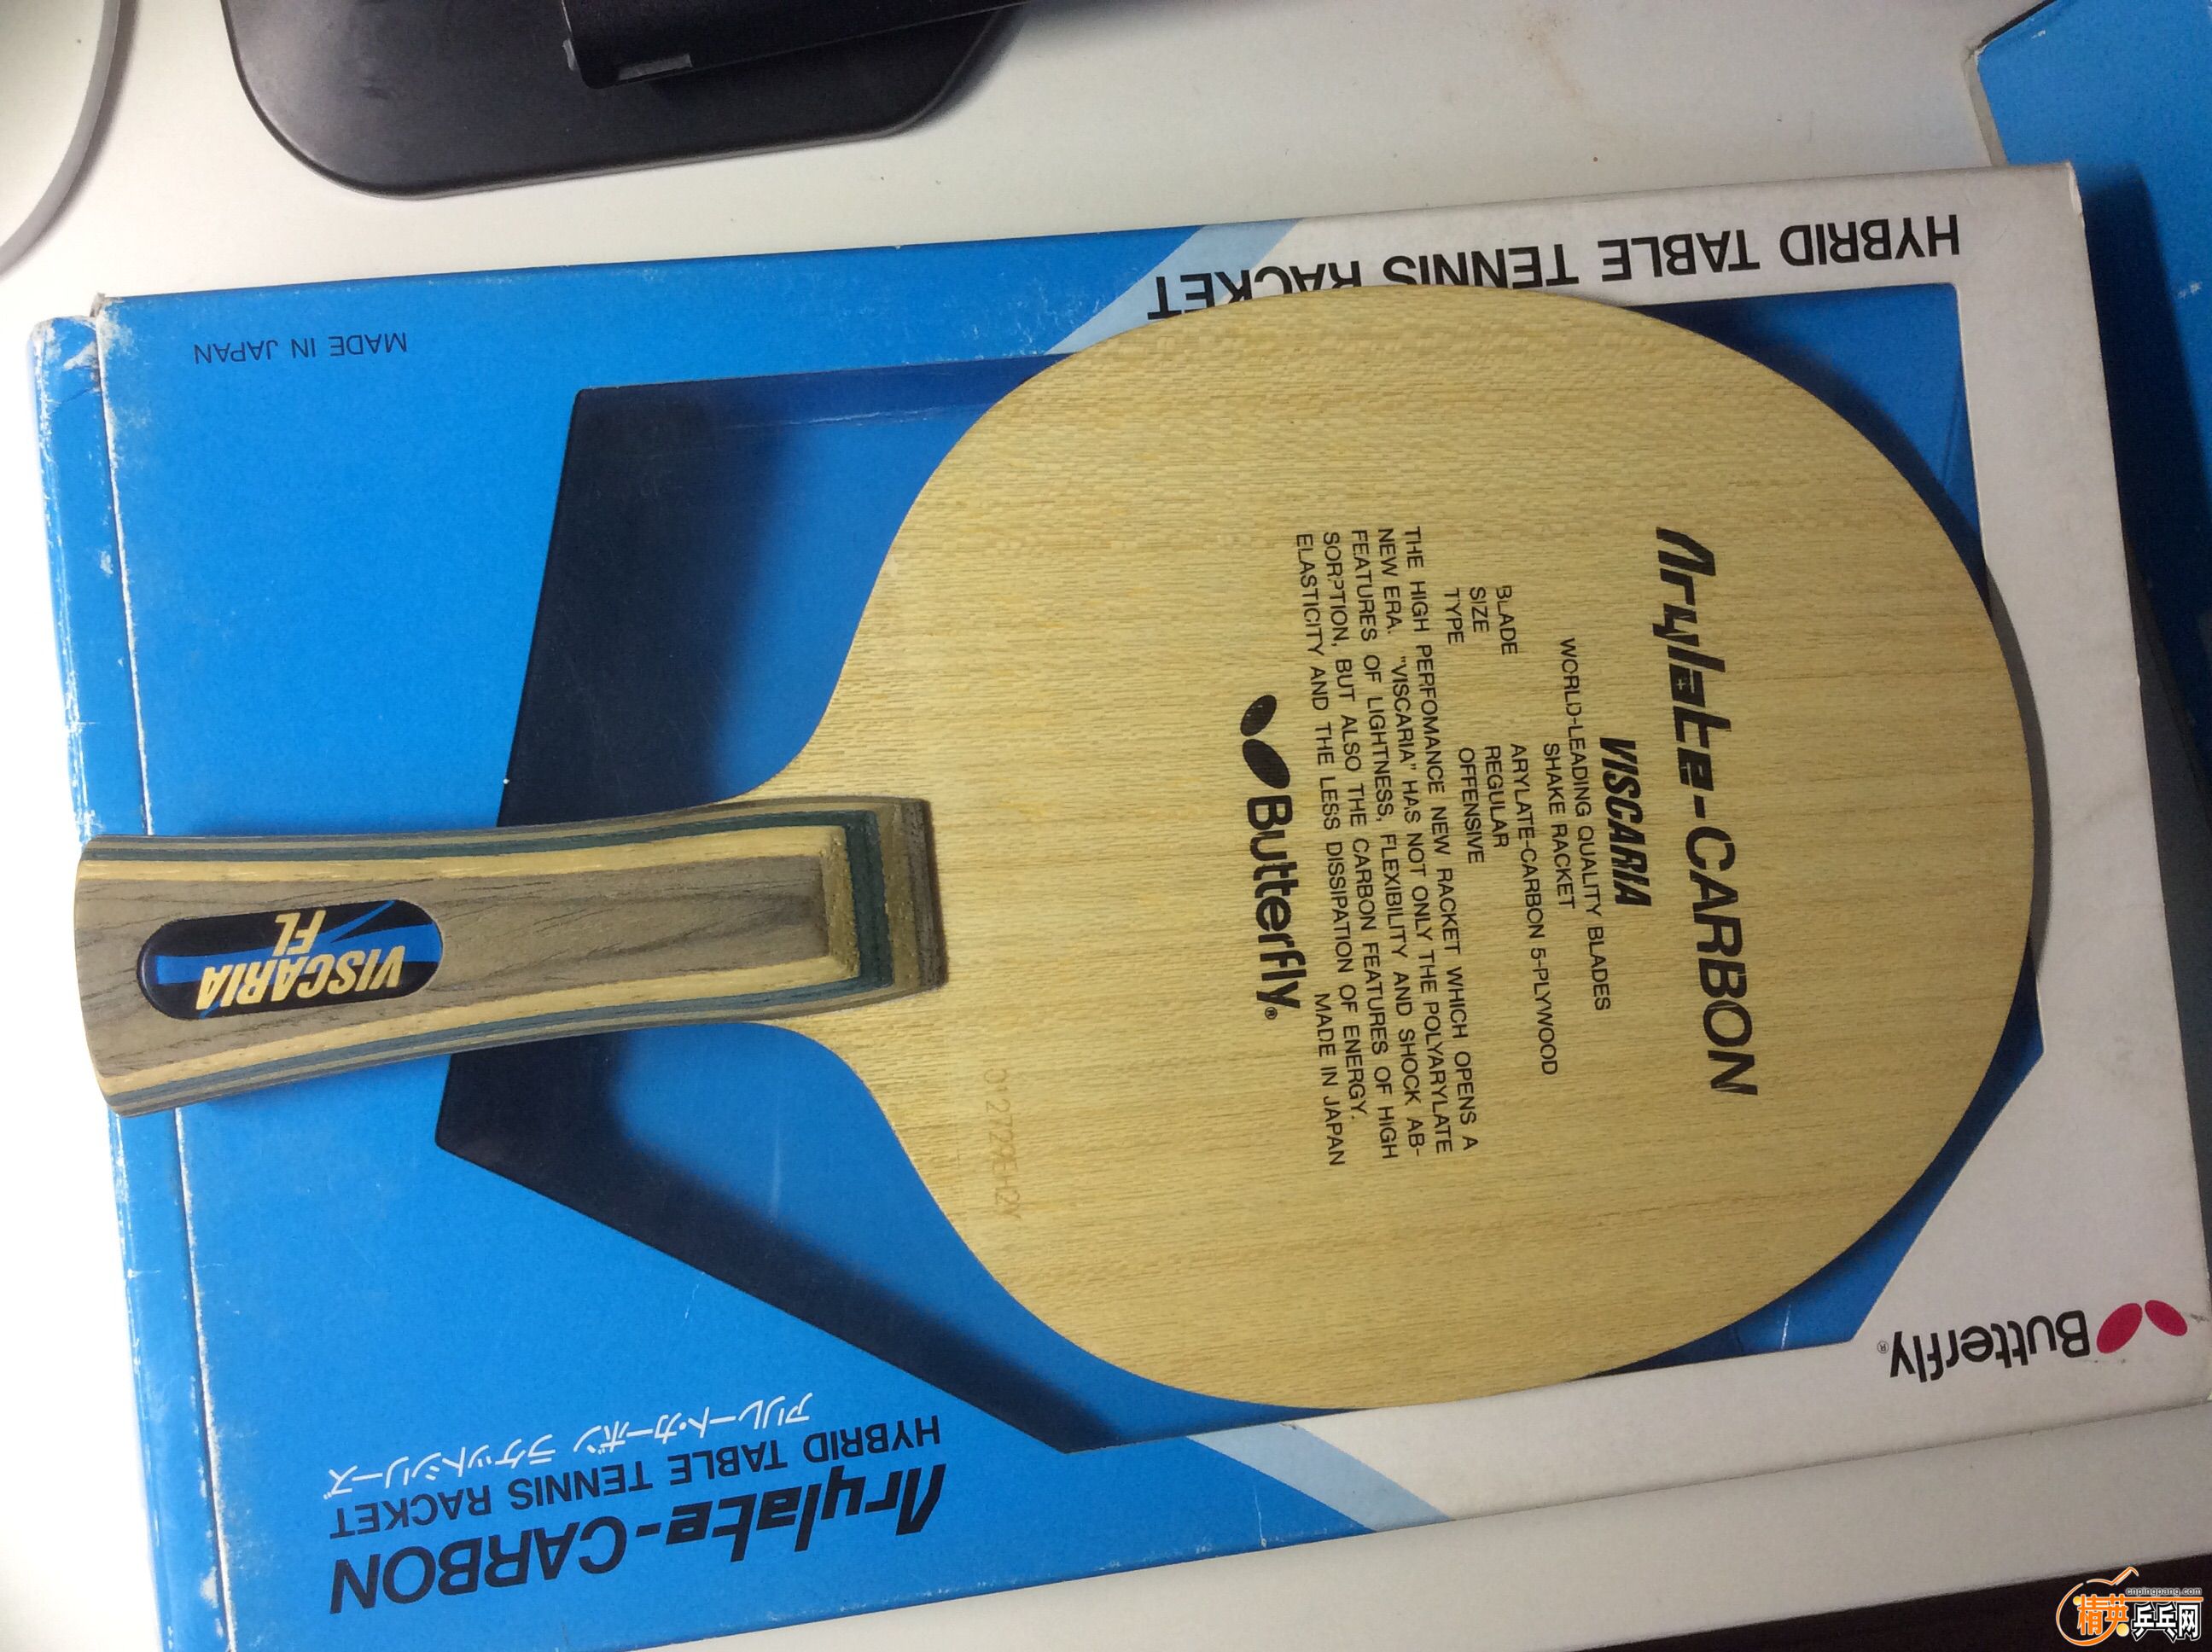 HYBRID TABLE TENNIS RACKET
MADE IN JAPAN
Arylate-CARBON
VISCARIA
WORLD-LEADING QUALITY BLADES
SHAKE RACKET
BLADE ARYLATE-CARBON 5-PLYWOOD
SIZE REGULAR
TYPE OFFENSIVE
THE HIGH PERFOMANCE NEW RACKET WHICH OPENS A
NEW ERA. "VISCARIA" HAS NOT ONLY THE POLYARYLATE
FEATURES OF LIGHTNESS, FLEXIBILITY AND SHOCK AB-
SORPTION, BUT ALSO THE CARBON FEATURES OF HIGH
ELASTICITY AND THE LESS DISSIPATION OF ENERGY.
MADE IN JAPAN
Butterfly®
VISCARIA
FL
Butterfly®
アリレート・カーボン ラケットシリーズ
HYBRID TABLE TENNIS RACKET
Arylate-CARBON
cnpingpang.com
精英乒乓网